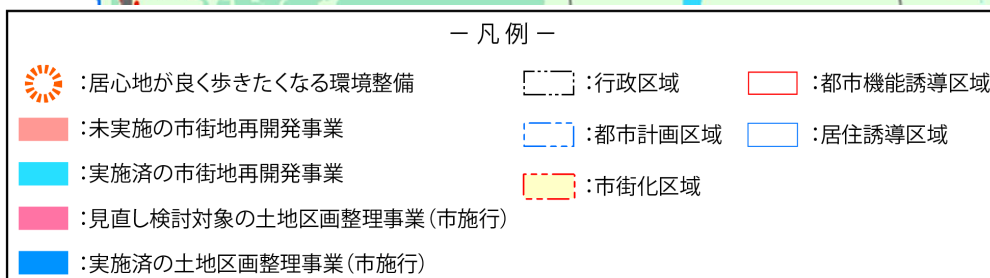 － 凡 例 －
：居心地が良く歩きたくなる環境整備
：未実施の市街地再開発事業
：実施済の市街地再開発事業
：見直し検討対象の土地区画整理事業（市施行）
：実施済の土地区画整理事業（市施行）
：行政区域
：都市計画区域
：市街化区域
：都市機能誘導区域
：居住誘導区域